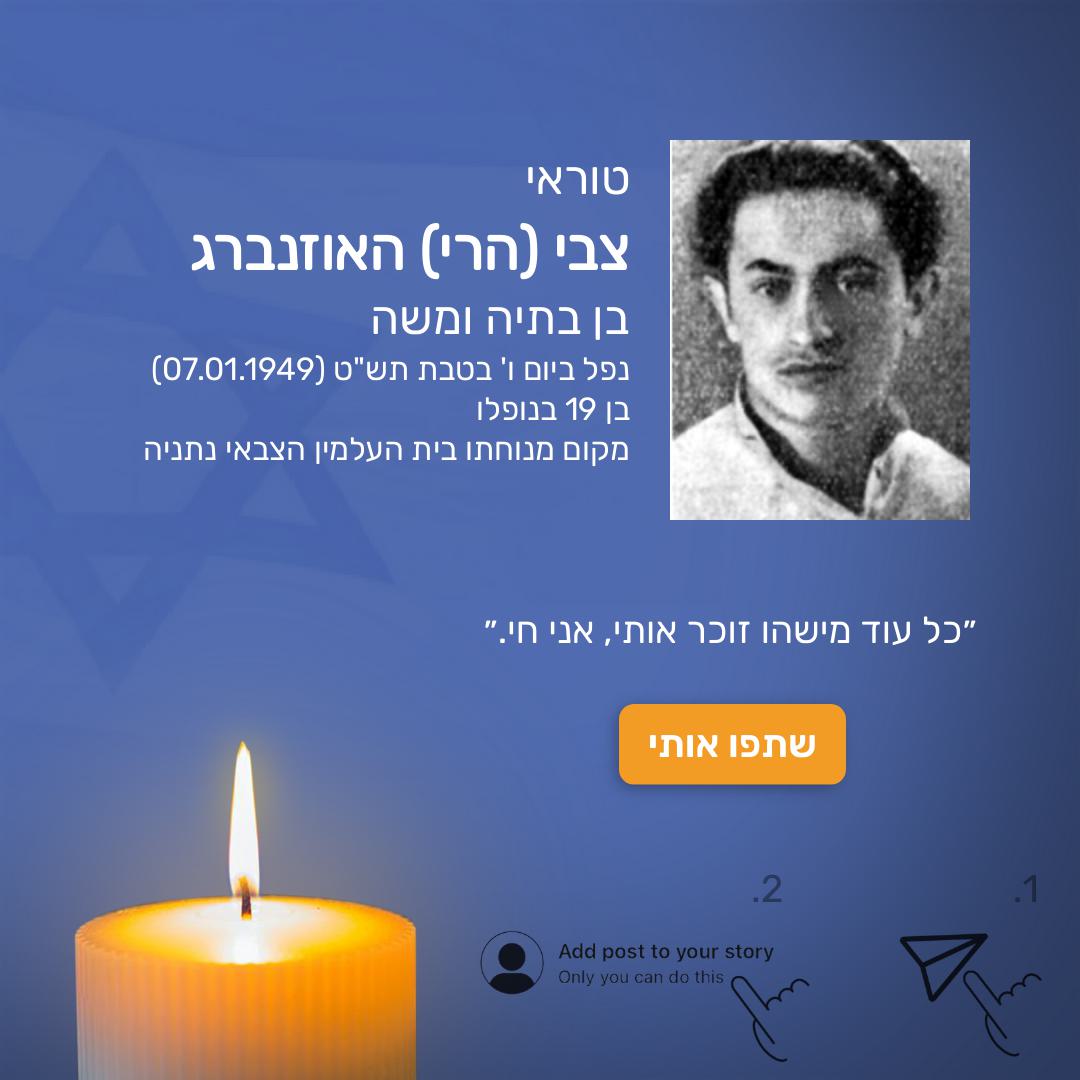 טוראי
צבי (הרי) האוזנברג
בן בתיה ומשה
נפל ביום ו' בטבת תש"ט (07.01.1949)
בן 19 בנופלו
מקום מנוחתו בית העלמין הצבאי נתניה
״כל עוד מישהו זוכר אותי, אני חי.״
שתפו אותי
.1
.2
Add post to your story
Only you can do this